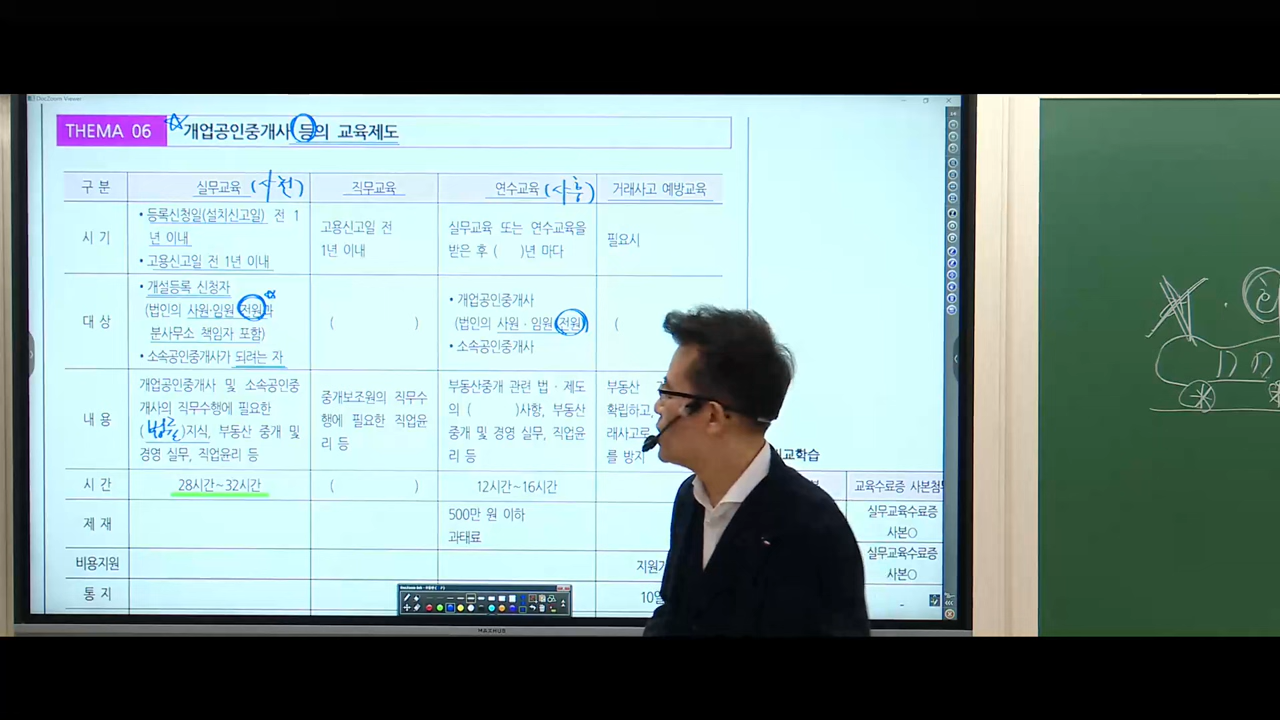 DocZoom Viewer
THEMA 06 개업공인중개사 등의 교육제도
구 분 실무교육 (사전) 직무교육 연수교육 (사후) 거래사고 예방교육
시 기
• 등록신청일(설치신고일) 전 1
년 이내
• 고용신고일 전 1년 이내
고용신고일 전
1년 이내
실무교육 또는 연수교육을
받은 후 ( )년 마다
필요시
대 상
• 개설등록 신청자
(법인의 사원·임원 전원과
분사무소 책임자 포함)
• 소속공인중개사가 되려는 자
( )
• 개업공인중개사
(법인의 사원·임원 전원)
• 소속공인중개사
(
내 용
개업공인중개사 및 소속공인중
개사의 직무수행에 필요한
(법률)지식, 부동산 중개 및
경영 실무, 직업윤리 등
중개보조원의 직무수
행에 필요한 직업윤
리 등
부동산중개 관련 법·제도
의 ( )사항, 부동산
중개 및 경영 실무, 직업윤
리 등
부동산
확립하고,
래사고로
를 방지
시 간 28시간~32시간 ( ) 12시간~16시간
제 재
500만 원 이하
과태료
비용지원 지원가
통 지 10일
교학습
교육수료증 사본첨부
실무교육수료증
사본○
실무교육수료증
사본○
MAXHUB